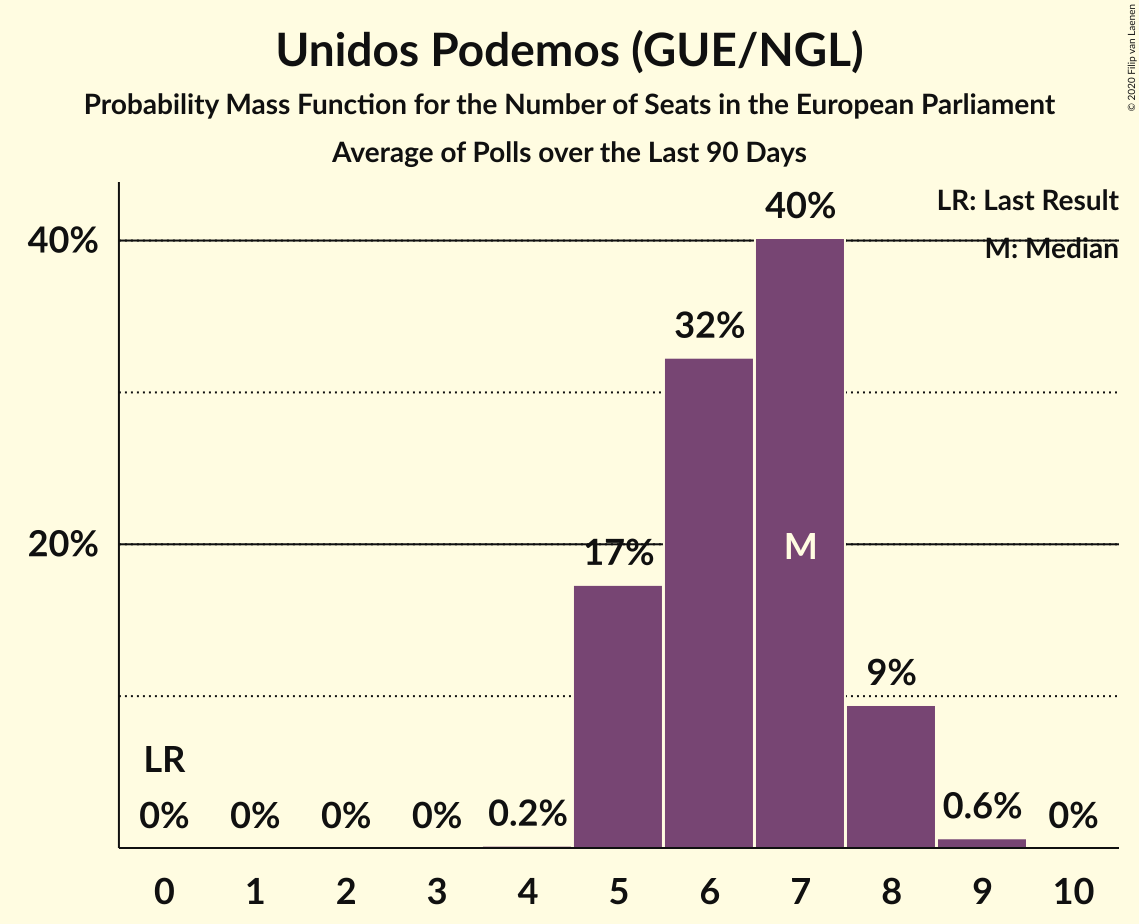 Unidos Podemos (GUE/NGL)
Probability Mass Function for the Number of Seats in the European Parliament
Average of Polls over the Last 90 Days
© 2020 Filip van Laenen
LR: Last Result
M: Median
40%
20%
LR
0%
0%
0%
0%
0.2%
17%
32%
40%
M
9%
0.6%
0%
0 1 2 3 4 5 6 7 8 9 10